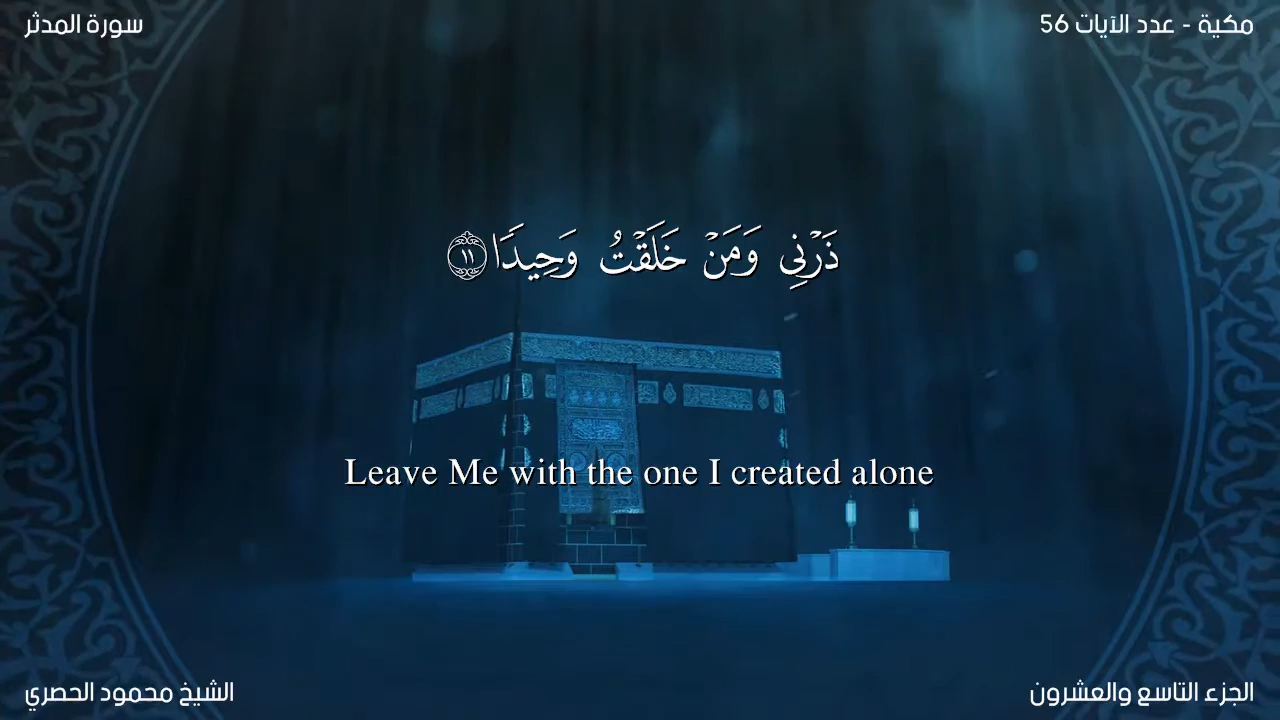 سورة المدثر
مكية - عدد الآيات 56
ذَرْنِى وَمَنْ خَلَقْتُ وَحِيدًا ١١
Leave Me with the one I created alone
الشيخ محمود الحصري
الجزء التاسع والعشرون